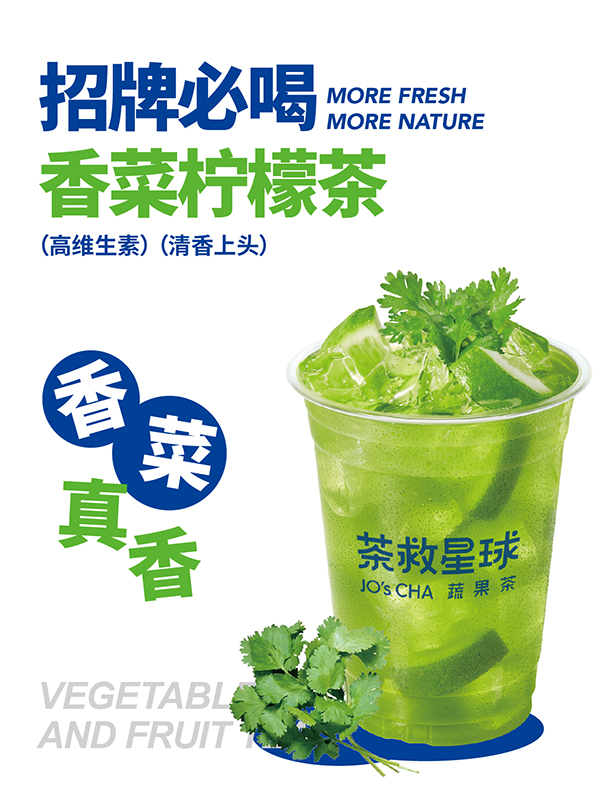 招牌必喝
MORE FRESH
MORE NATURE
香菜柠檬茶
（高维生素）（清香上头）
香菜
真香
茶救星球
JO's CHA 蔬果茶
VEGETABLE
AND FRUIT